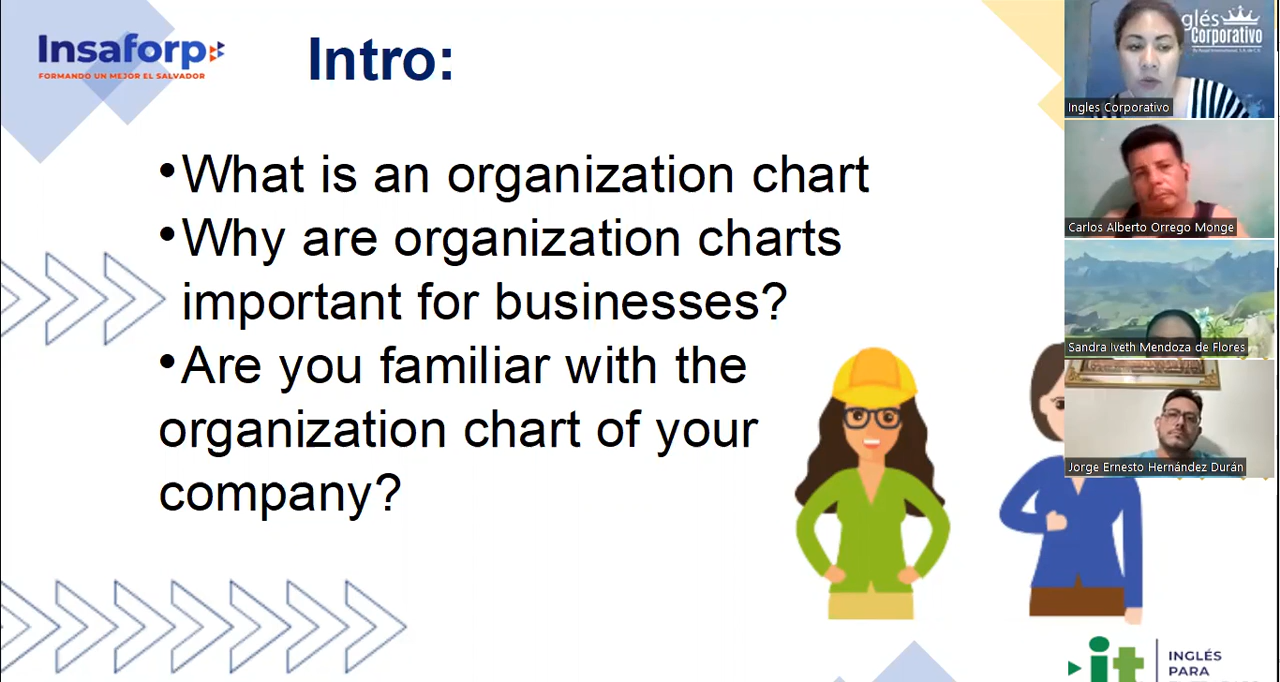 Insaforp
FORMANDO UN MEJOR EL SALVADOR
Intro:
•What is an organization chart
•Why are organization charts
important for businesses?
•Are you familiar with the
organization chart of your
company?
glés
Corporativo
Ingles Corporativo
Carlos Alberto Orrego Monge
Sandra Iveth Mendoza de Flores
Jorge Ernesto Hernández Durán
it
INGLÉS
PARA